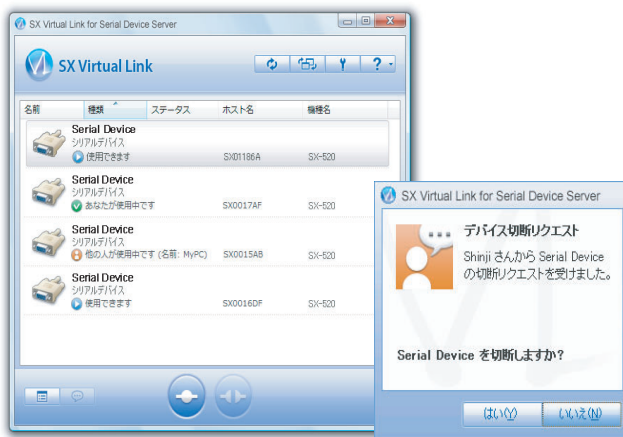 SX Virtual Link for Serial Device Server
SX Virtual Link
名前 種類 ステータス ホスト名 機種名
Serial Device
シリアルデバイス
使用できます SX01186A SX-520
Serial Device
シリアルデバイス
あなたが使用中です SX0017AF SX-520
Serial Device
シリアルデバイス
他の人が使用中です (名前: MyPC) SX0015AB SX-520
Serial Device
シリアルデバイス
使用できます SX0016DF SX-520
SX Virtual Link for Serial Device Server
デバイス切断リクエスト
Shinji さんから Serial Device
の切断リクエストを受けました。
Serial Device を切断しますか?
はい(Y) いいえ(N)